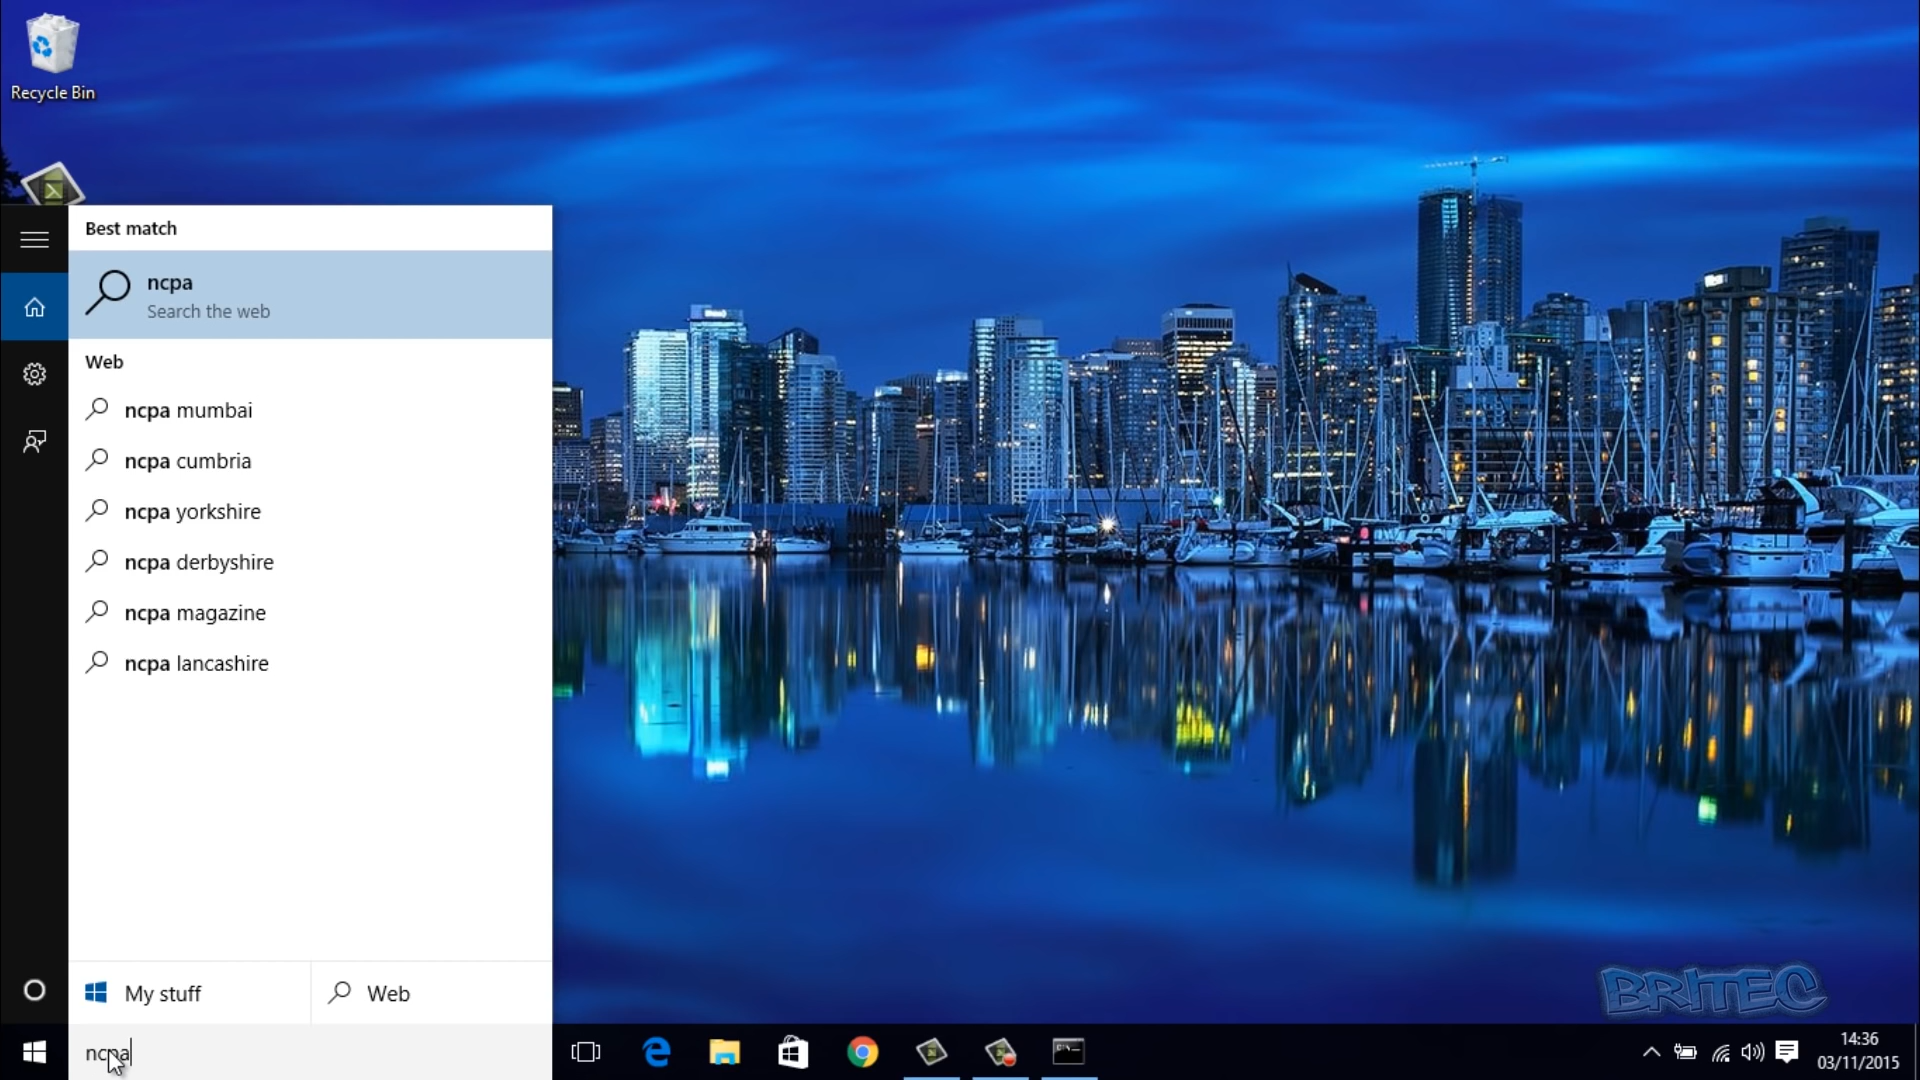 Recycle Bin
Best match
ncpa
Search the web
Web
ncpa mumbai
ncpa cumbria
ncpa yorkshire
ncpa derbyshire
ncpa magazine
ncpa lancashire
My stuff
Web
ncpa
BRITEC
14:36
03/11/2015